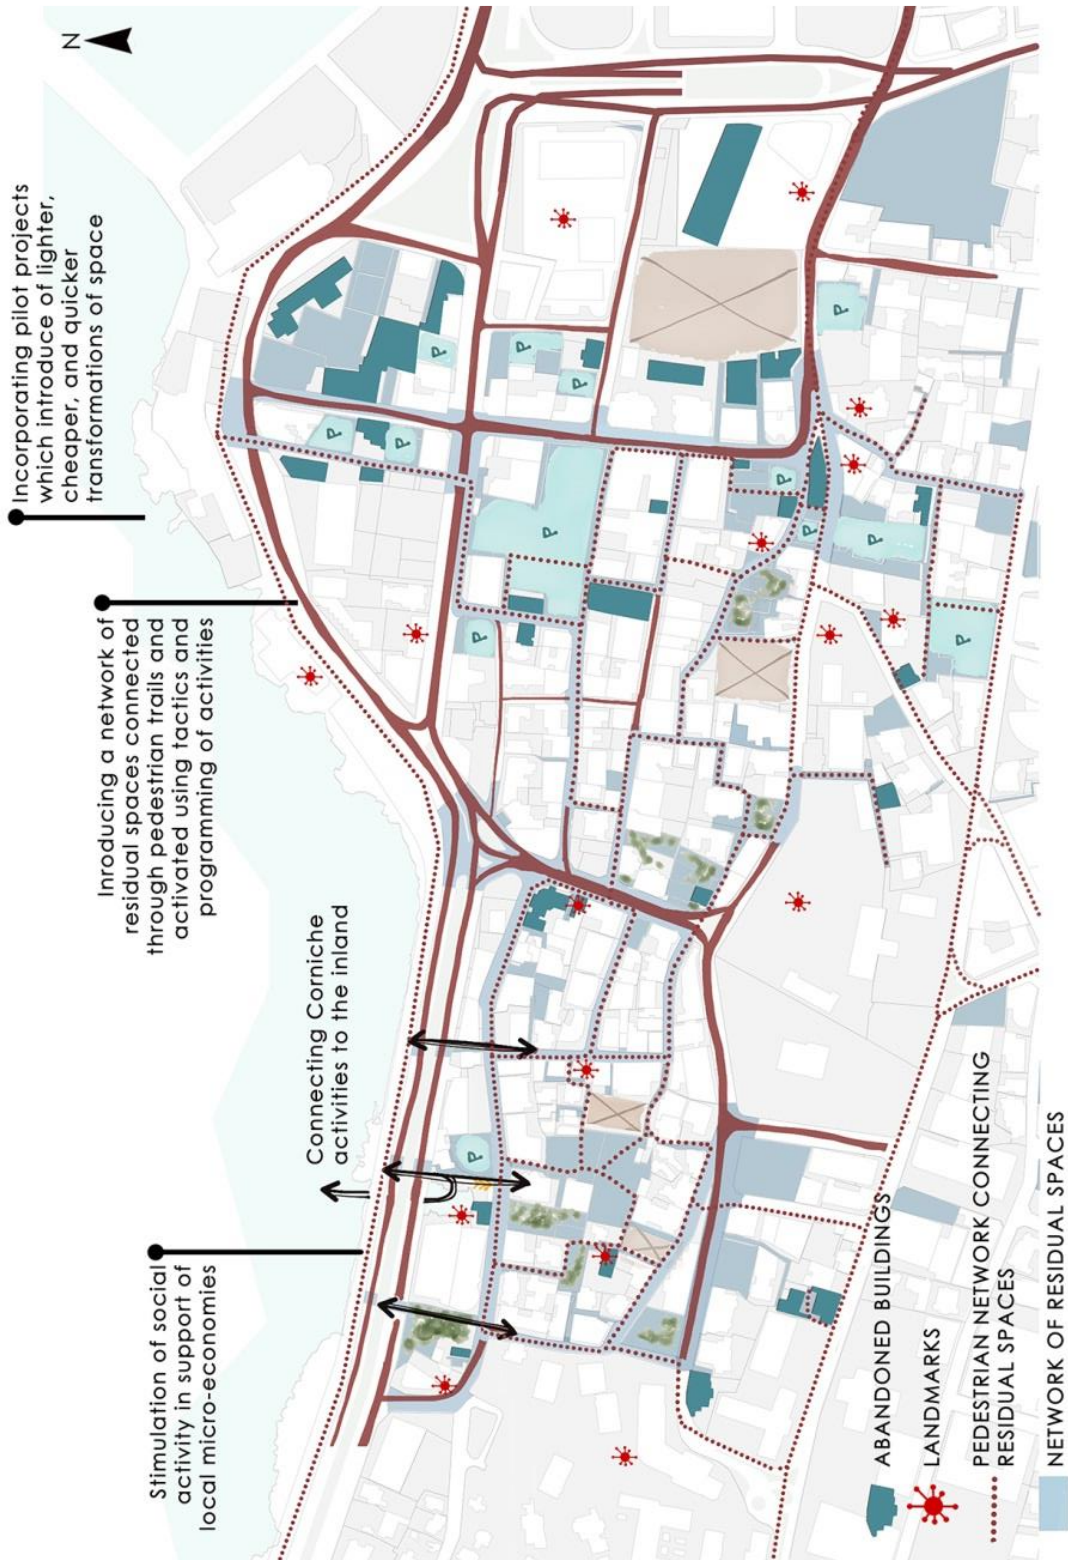 N
Incorporating pilot projects
which introduce of lighter,
cheaper, and quicker
transformations of space
Inroducing a network of
residual spaces connected
through pedestrian trails and
activated using tactics and
programming of activities
Connecting Corniche
activities to the inland
Stimulation of social
activity in support of
local micro-economies
P
P
P
P
P
P
P
P
P
P
P
P
P
P
ABANDONED BUILDINGS
LANDMARKS
PEDESTRIAN NETWORK CONNECTING
RESIDUAL SPACES
NETWORK OF RESIDUAL SPACES